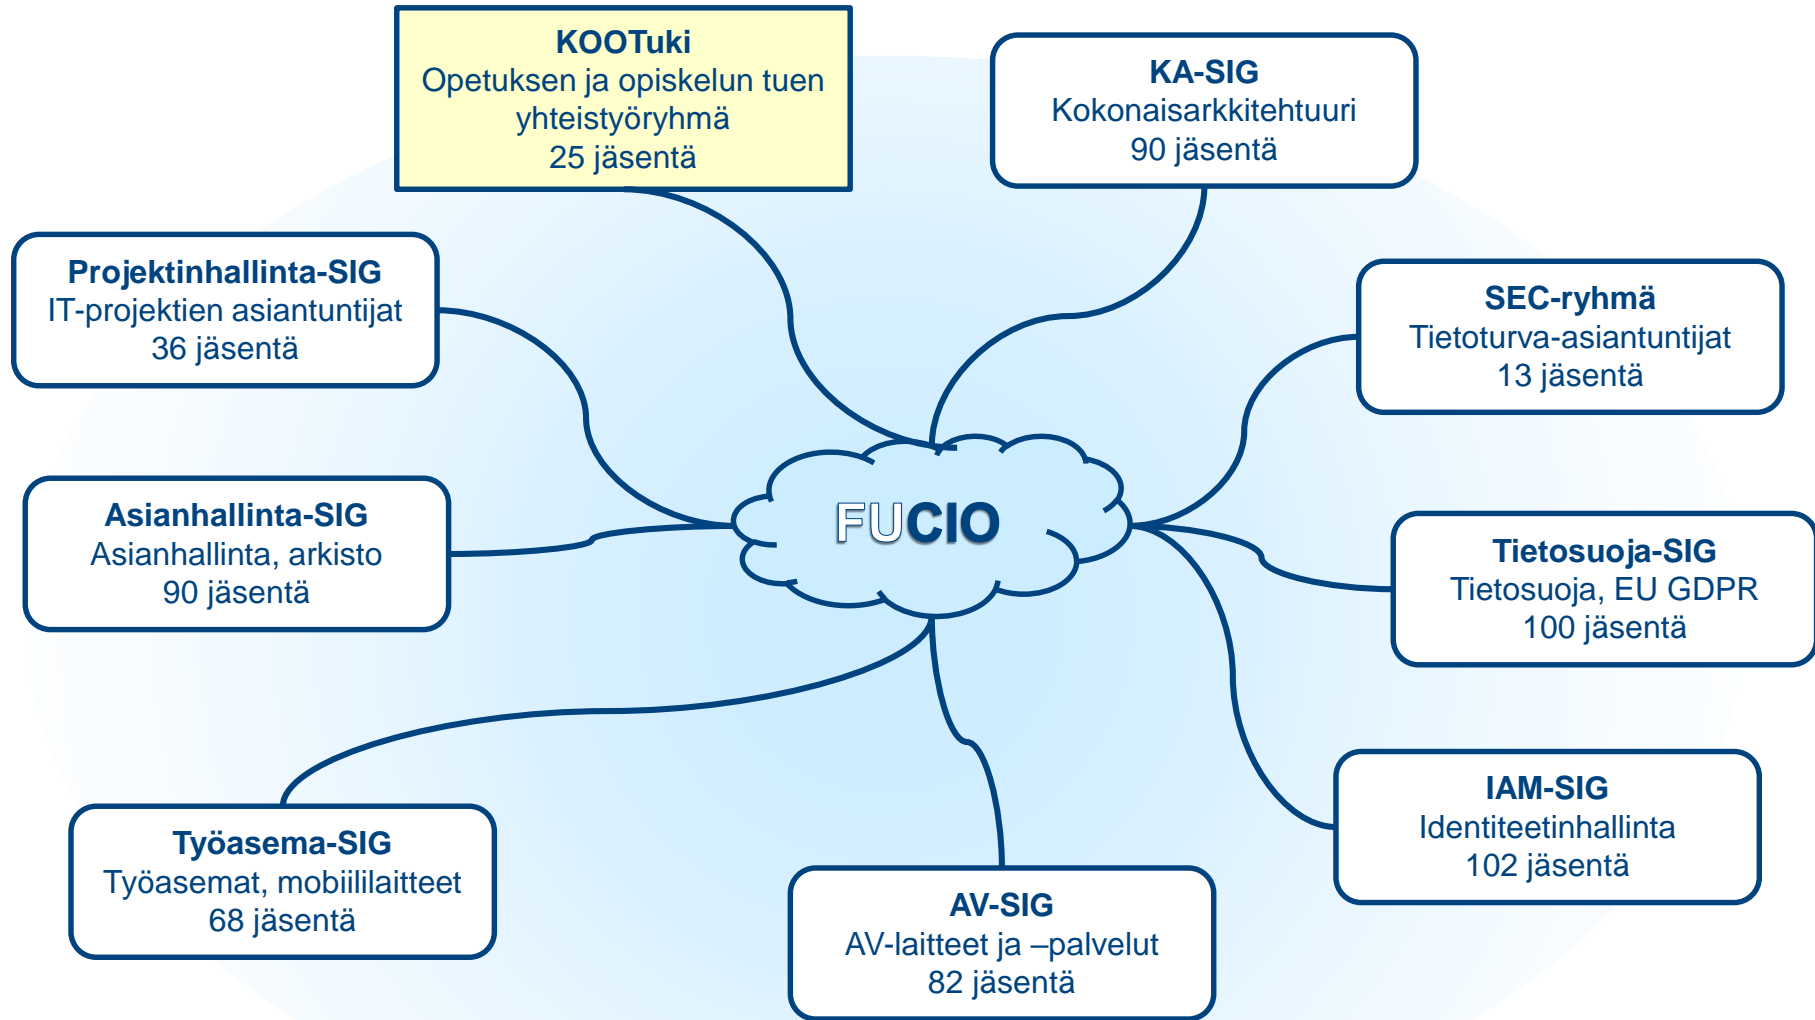 KOOTuki
Opetuksen ja opiskelun tuen
yhteistyöryhmä
25 jäsentä
KA-SIG
Kokonaisarkkitehtuuri
90 jäsentä
Projektinhallinta-SIG
IT-projektien asiantuntijat
36 jäsentä
SEC-ryhmä
Tietoturva-asiantuntijat
13 jäsentä
Asianhallinta-SIG
Asianhallinta, arkisto
90 jäsentä
FUCIO
Tietosuoja-SIG
Tietosuoja, EU GDPR
100 jäsentä
Työasema-SIG
Työasemat, mobiililaitteet
68 jäsentä
AV-SIG
AV-laitteet ja –palvelut
82 jäsentä
IAM-SIG
Identiteetinhallinta
102 jäsentä